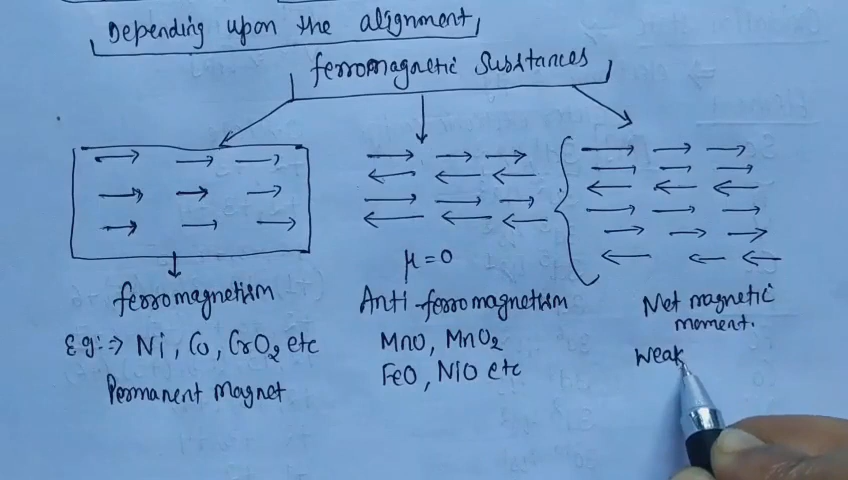 Depending upon the alignment
ferromagnetic substances
μ = 0
ferromagnetism
Eg:→ Ni, Co, CrO2 etc
Permanent Magnet
Anti-ferromagnetism
MnO, MnO2
FeO, NiO etc
Net magnetic
moment.
Weak